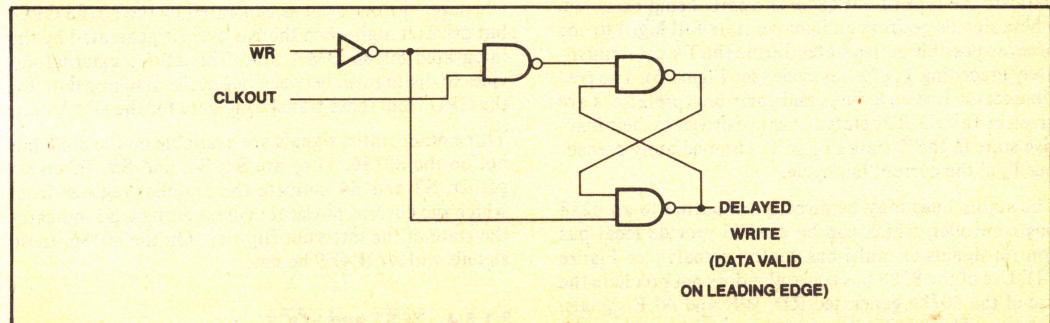 WR
CLKOUT
DELAYED
WRITE
(DATA VALID
ON LEADING EDGE)